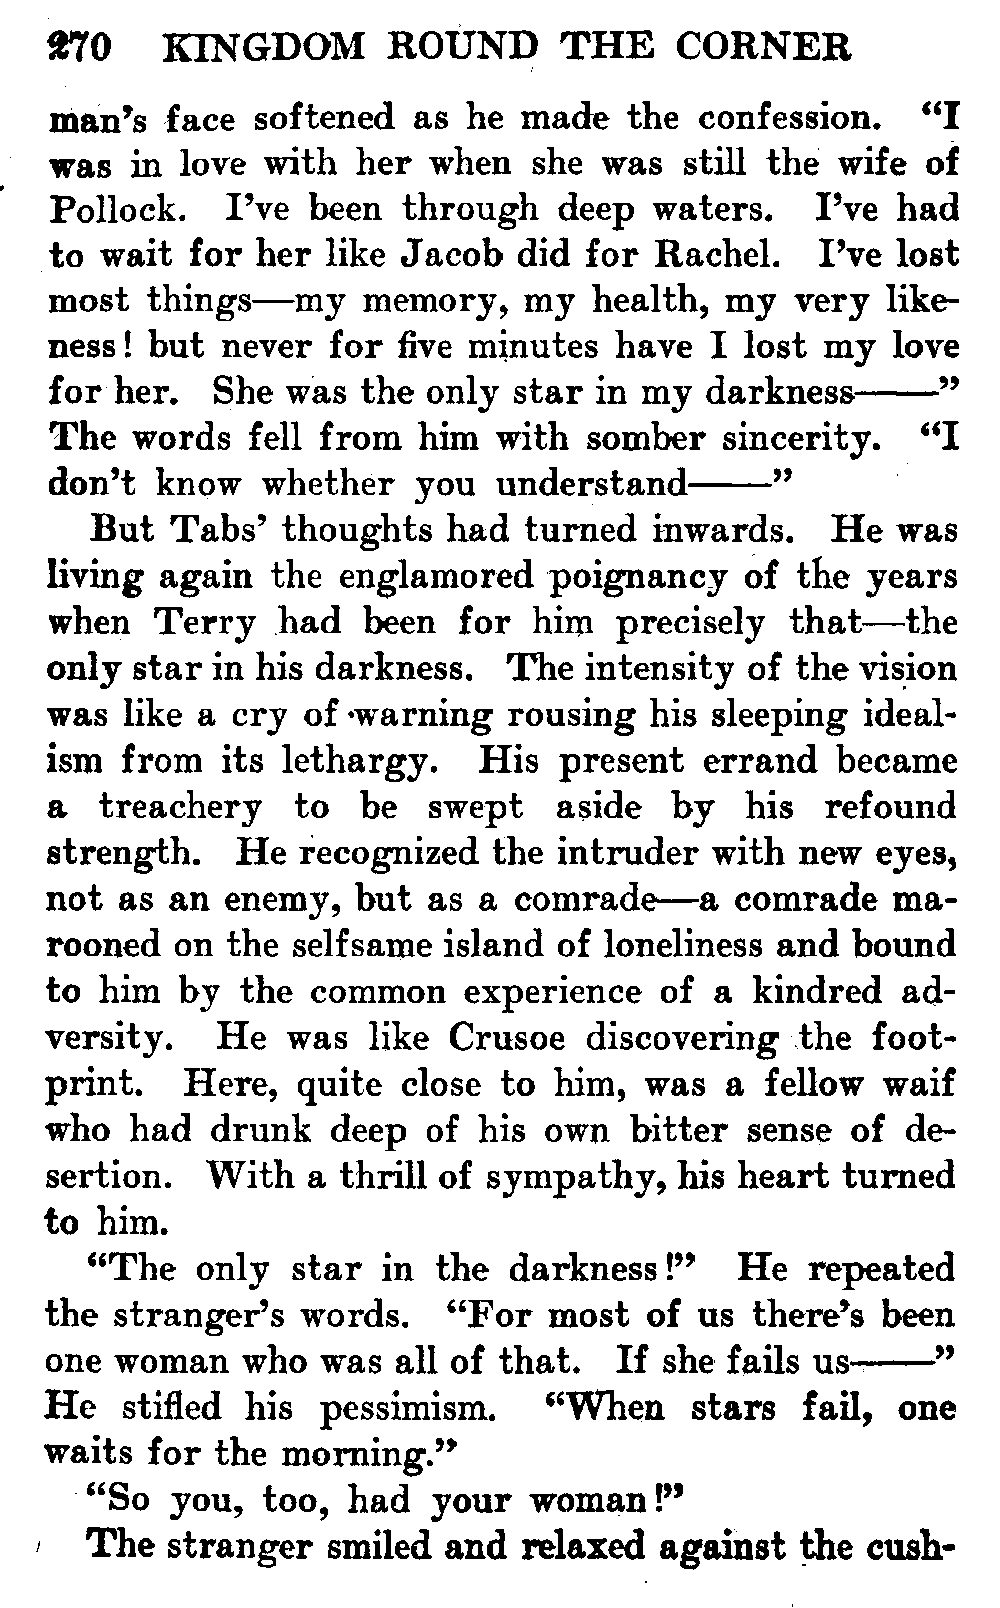 270 KINGDOM ROUND THE CORNER
man's face softened as he made the confession. "I
was in love with her when she was still the wife of
Pollock. I've been through deep waters. I've had
to wait for her like Jacob did for Rachel. I've lost
most things—my memory, my health, my very like-
ness! but never for five minutes have I lost my love
for her. She was the only star in my darkness——"
The words fell from him with somber sincerity. "I
don't know whether you understand——"
But Tabs' thoughts had turned inwards. He was
living again the englamored poignancy of the years
when Terry had been for him precisely that—the
only star in his darkness. The intensity of the vision
was like a cry of warning rousing his sleeping ideal-
ism from its lethargy. His present errand became
a treachery to be swept aside by his refound
strength. He recognized the intruder with new eyes,
not as an enemy, but as a comrade—a comrade ma-
rooned on the selfsame island of loneliness and bound
to him by the common experience of a kindred ad-
versity. He was like Crusoe discovering the foot-
print. Here, quite close to him, was a fellow waif
who had drunk deep of his own bitter sense of de-
sertion. With a thrill of sympathy, his heart turned
to him.
"The only star in the darkness!" He repeated
the stranger's words. "For most of us there's been
one woman who was all of that. If she fails us——"
He stifled his pessimism. "When stars fail, one
waits for the morning."
"So you, too, had your woman!"
The stranger smiled and relaxed against the cush-